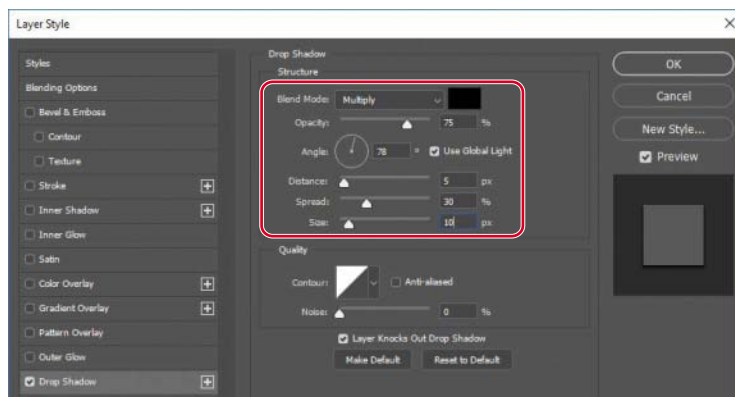 Layer Style
Styles
Blending Options
Bevel & Emboss
Contour
Texture
Stroke
Inner Shadow
Inner Glow
Satin
Color Overlay
Gradient Overlay
Pattern Overlay
Outer Glow
Drop Shadow
Drop Shadow
Structure
Blend Mode: Multiply
Opacity: 75 %
Angle: 78 ° Use Global Light
Distance: 5 px
Spread: 30 %
Size: 10 px
Quality
Contour: Anti-aliased
Noise: 0 %
Layer Knocks Out Drop Shadow
Make Default Reset to Default
OK
Cancel
New Style...
Preview